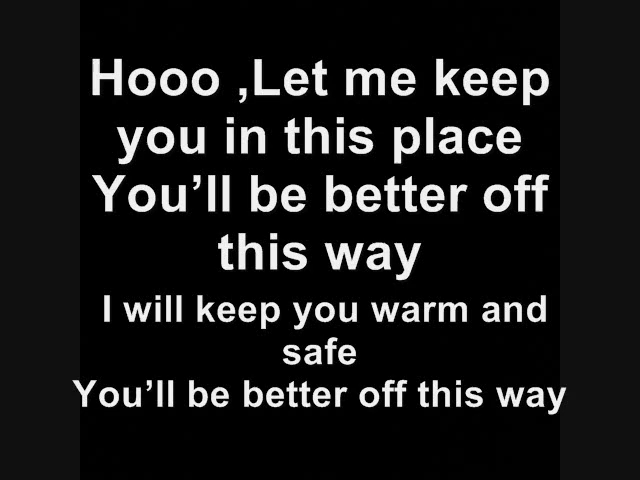 Hooo ,Let me keep
you in this place
You’ll be better off
this way
I will keep you warm and
safe
You’ll be better off this way